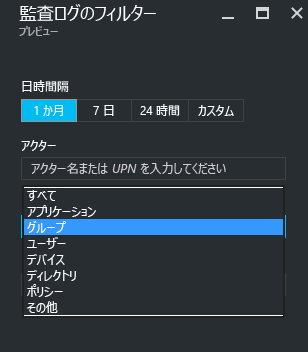 監査ログのフィルター
プレビュー
日時間隔
1 か月 7 日 24 時間 カスタム
アクター
アクター名または UPN を入力してください
すべて
アプリケーション
グループ
ユーザー
デバイス
ディレクトリ
ポリシー
その他